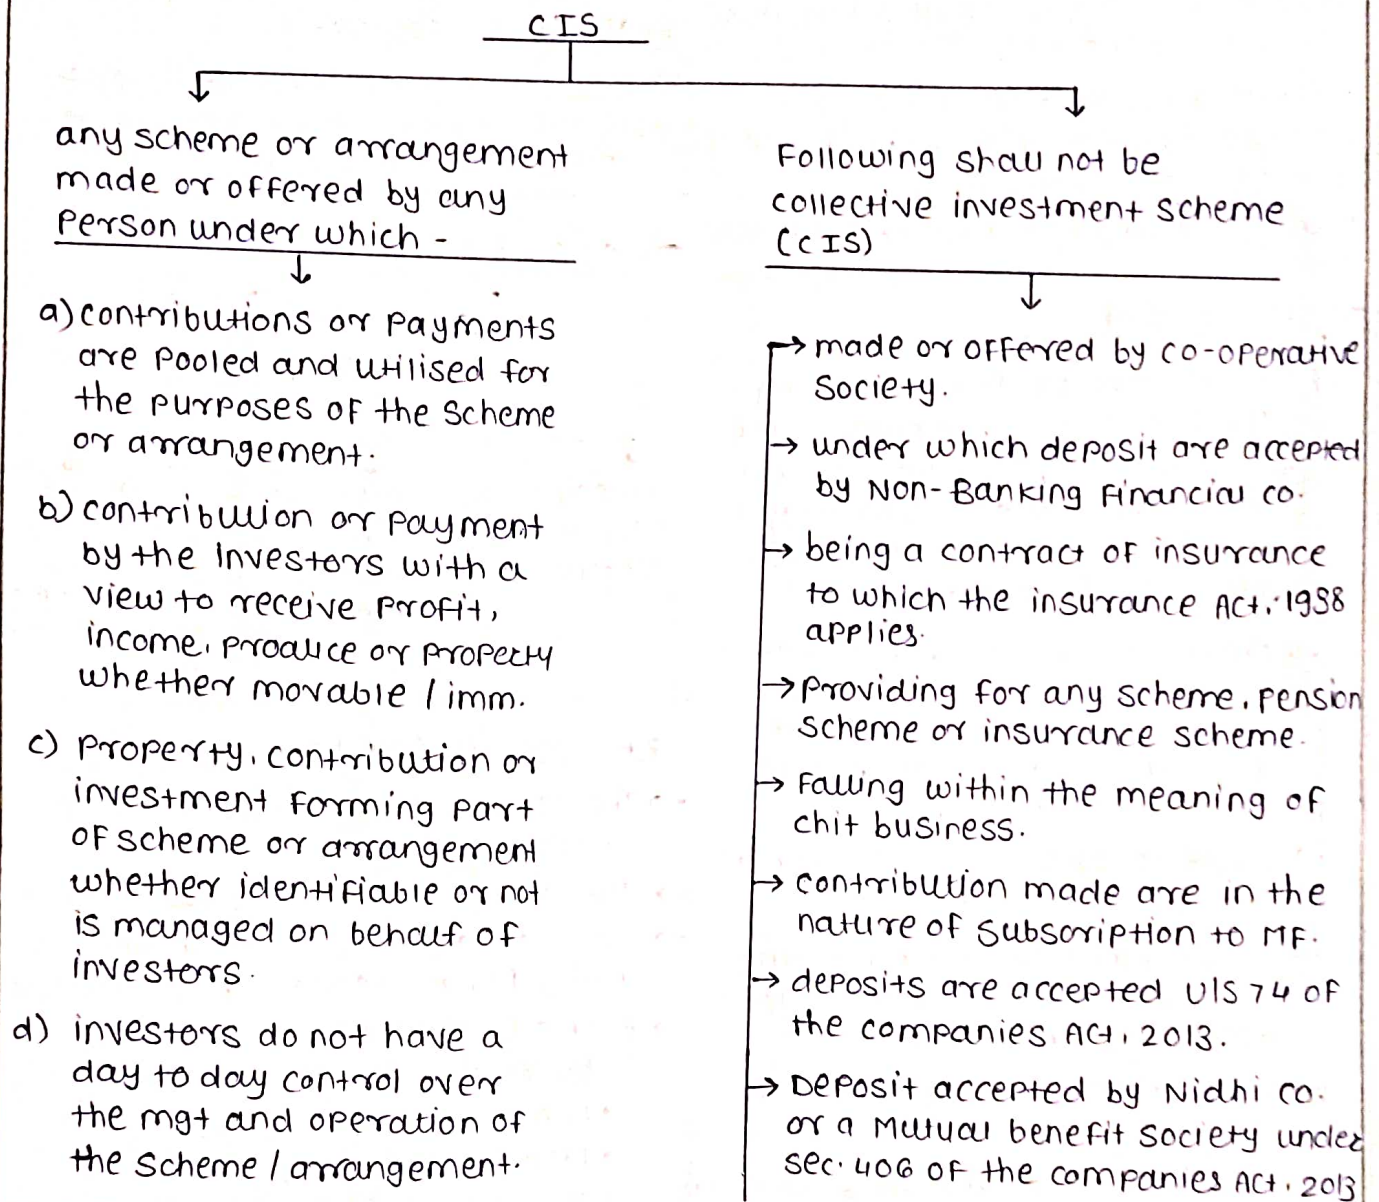 CIS
any scheme or arrangement
made or offered by any
Person under which -
a) contributions or payments
are Pooled and utilised for
the purposes of the scheme
or arrangement.
b) contribution or payment
by the investors with a
view to receive Profit,
income, produce or property
whether movable / imm.
c) Property, contribution or
investment forming part
of scheme or arrangement
whether identifiable or not
is managed on behalf of
investors.
d) investors do not have a
day to day control over
the mgt and operation of
the scheme / arrangement.
Following shall not be
collective investment scheme
(CIS)
→ made or offered by co-operative
Society.
→ under which deposit are accepted
by Non-Banking Financial co.
→ being a contract of insurance
to which the insurance Act, 1938
applies.
→ Providing for any scheme, pension
scheme or insurance scheme.
→ Falling within the meaning of
chit business.
→ contribution made are in the
nature of subscription to MF.
→ deposits are accepted U/S 74 of
the companies Act, 2013.
→ Deposit accepted by Nidhi co.
or a Mutual benefit society under
sec. 406 of the companies Act, 2013